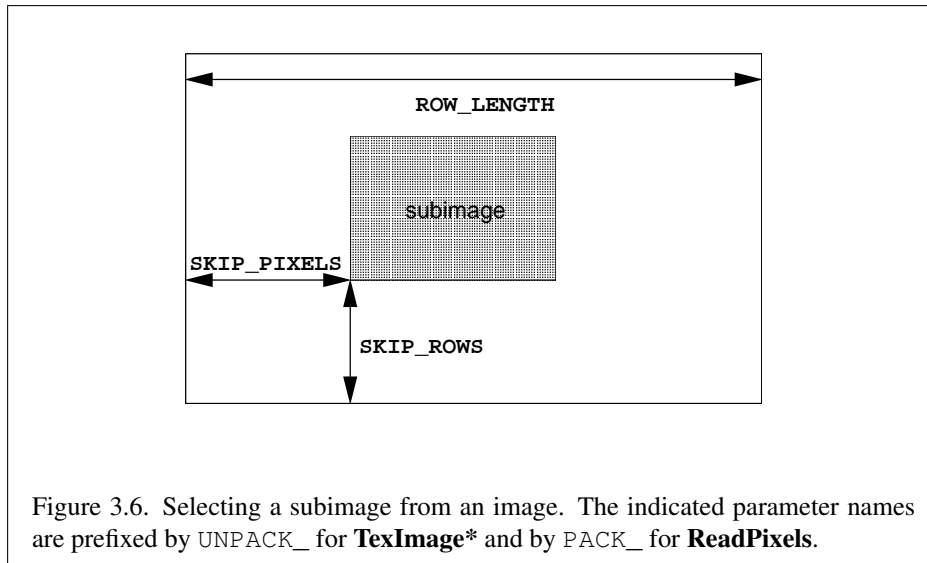 ROW_LENGTH
subimage
SKIP_PIXELS
SKIP_ROWS
Figure 3.6. Selecting a subimage from an image. The indicated parameter names
are prefixed by UNPACK_ for TexImage* and by PACK_ for ReadPixels.